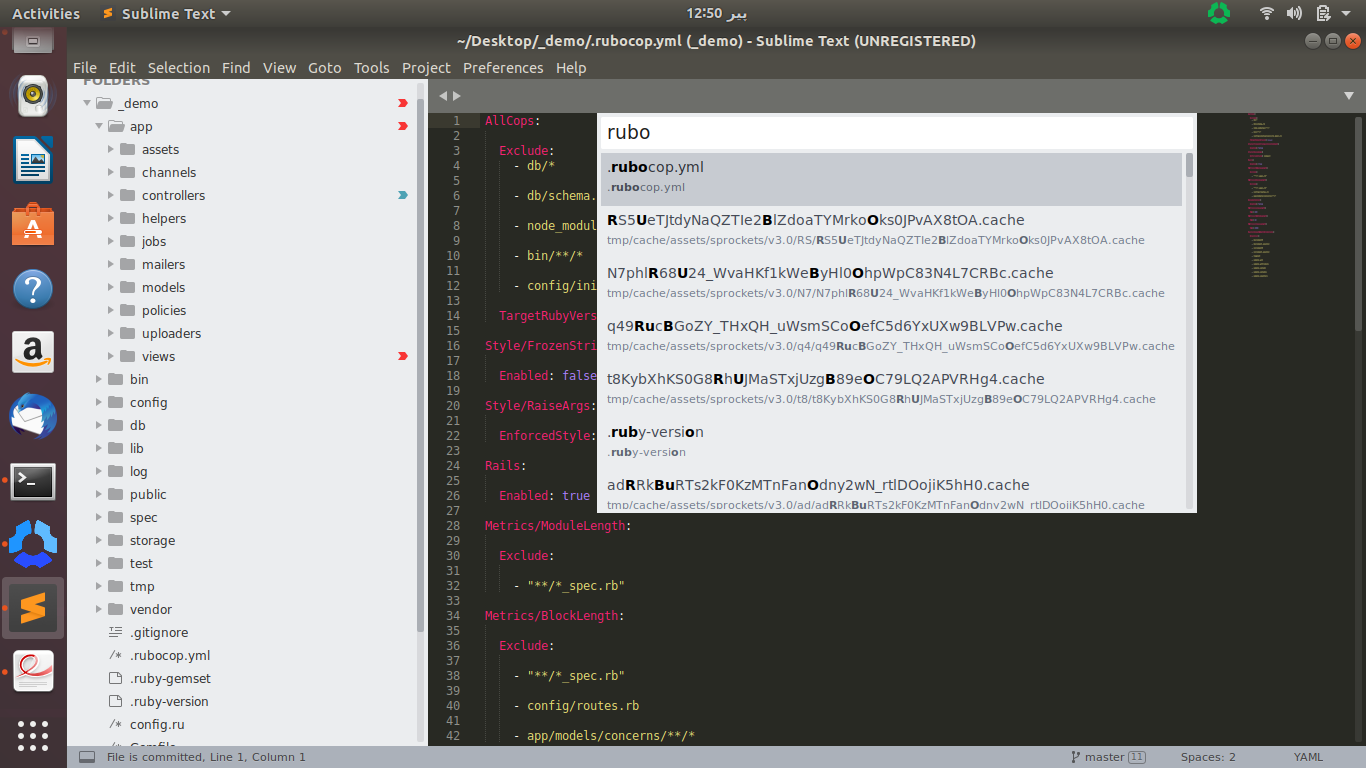 Activities
Sublime Text
12:50 پیر
~/Desktop/_demo/.rubocop.yml (_demo) - Sublime Text (UNREGISTERED)
File Edit Selection Find View Goto Tools Project Preferences Help
FOLDERS
_demo
app
assets
channels
controllers
helpers
jobs
mailers
models
policies
uploaders
views
bin
config
db
lib
log
public
spec
storage
test
tmp
vendor
.gitignore
.rubocop.yml
.ruby-gemset
.ruby-version
config.ru
Gemfile
1 AllCops:
2
3 Exclude:
4 - db/*
5
6 - db/schema.
7
8 - node_modul
9
10 - bin/**/*
11
12 - config/ini
13
14 TargetRubyVers
15
16 Style/FrozenStri
17
18 Enabled: false
19
20 Style/RaiseArgs:
21
22 EnforcedStyle:
23
24 Rails:
25
26 Enabled: true
27
28 Metrics/ModuleLength:
29
30 Exclude:
31
32 - "**/*_spec.rb"
33
34 Metrics/BlockLength:
35
36 Exclude:
37
38 - "**/*_spec.rb"
39
40 - config/routes.rb
41
42 - app/models/concerns/**/*
rubo
.rubocop.yml
.rubocop.yml
RS5UeTJtdyNaQZTIe2BlZdoaTYMrkoOks0JPvAX8tOA.cache
tmp/cache/assets/sprockets/v3.0/RS/RS5UeTJtdyNaQZTIe2BlZdoaTYMrkoOks0JPvAX8tOA.cache
N7phlR68U24_WvaHKf1kWeByHl0OhpWpC83N4L7CRBc.cache
tmp/cache/assets/sprockets/v3.0/N7/N7phlR68U24_WvaHKf1kWeByHl0OhpWpC83N4L7CRBc.cache
q49RucBGoZY_THxQH_uWsmSCoOefC5d6YxUXw9BLVPw.cache
tmp/cache/assets/sprockets/v3.0/q4/q49RucBGoZY_THxQH_uWsmSCoOefC5d6YxUXw9BLVPw.cache
t8KybXhKS0G8RhUJMaSTxjUzgB89eOC79LQ2APVRHg4.cache
tmp/cache/assets/sprockets/v3.0/t8/t8KybXhKS0G8RhUJMaSTxjUzgB89eOC79LQ2APVRHg4.cache
.ruby-version
.ruby-version
adRRkBuRTs2kF0KzMTnFanOdny2wN_rtlDOojiK5hH0.cache
tmp/cache/assets/sprockets/v3.0/ad/adRRkBuRTs2kF0KzMTnFanOdny2wN_rtlDOojiK5hH0.cache
File is committed, Line 1, Column 1
master 11
Spaces: 2
YAML